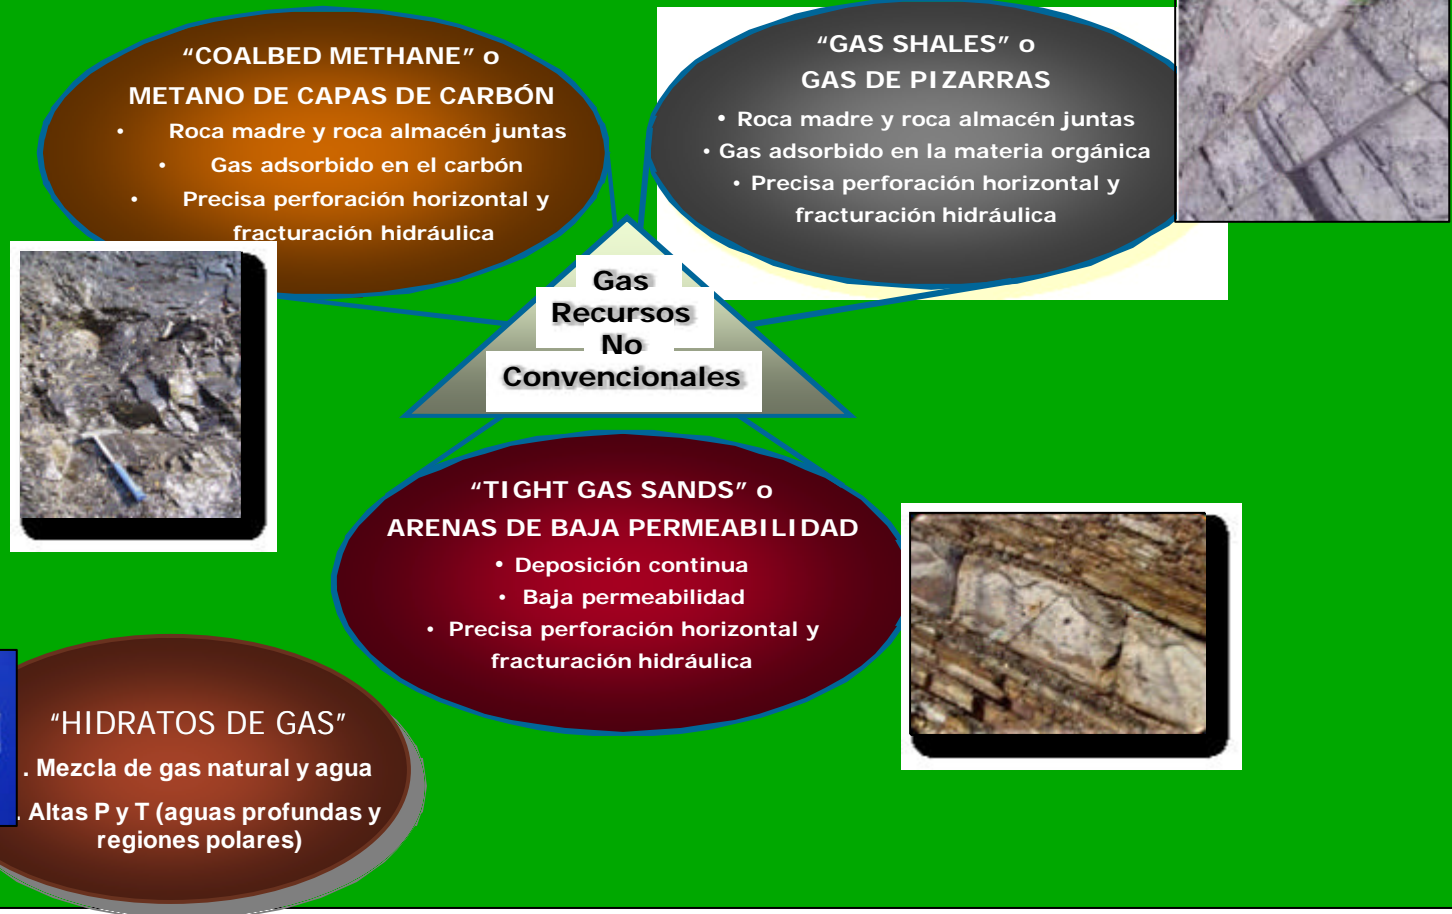 “COALBED METHANE” o
METANO DE CAPAS DE CARBÓN
• Roca madre y roca almacén juntas
• Gas adsorbido en el carbón
• Precisa perforación horizontal y
fracturación hidráulica
“GAS SHALES” o
GAS DE PIZARRAS
• Roca madre y roca almacén juntas
• Gas adsorbido en la materia orgánica
• Precisa perforación horizontal y
fracturación hidráulica
Gas
Recursos
No
Convencionales
“TIGHT GAS SANDS” o
ARENAS DE BAJA PERMEABILIDAD
• Deposición continua
• Baja permeabilidad
• Precisa perforación horizontal y
fracturación hidráulica
“HIDRATOS DE GAS”
. Mezcla de gas natural y agua
. Altas P y T (aguas profundas y
regiones polares)